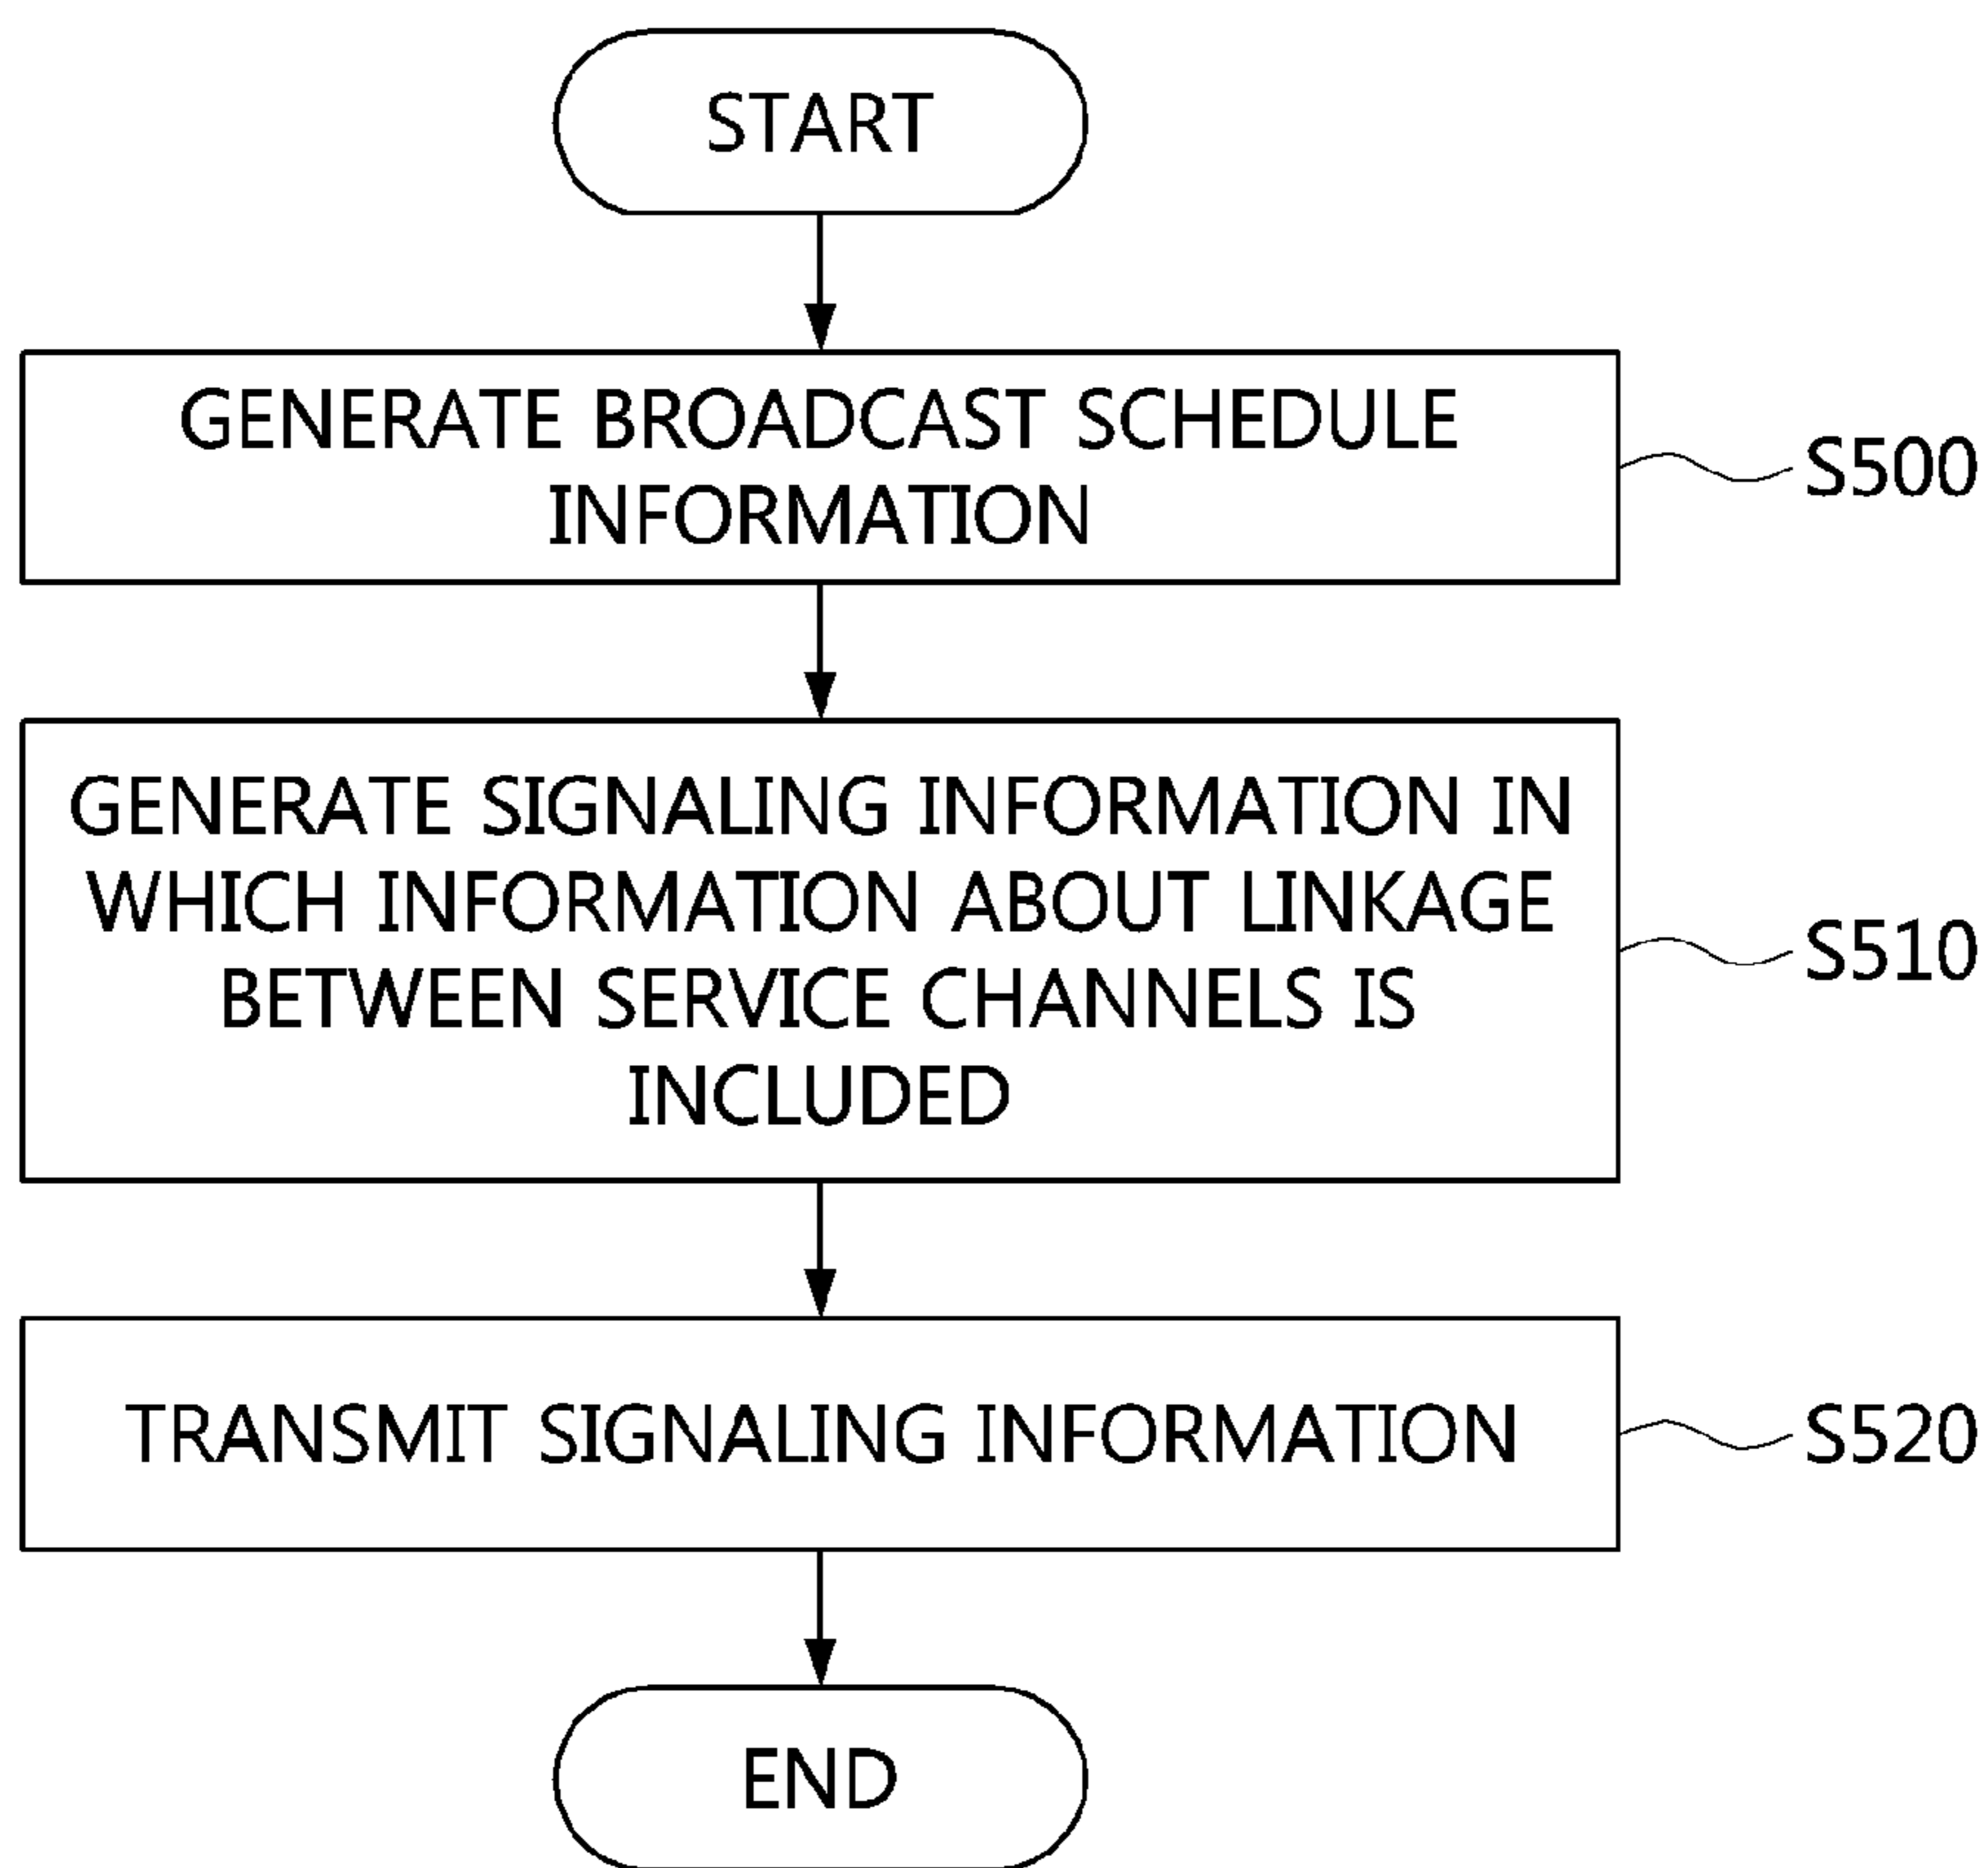 START
GENERATE BROADCAST SCHEDULE
INFORMATION
S500
GENERATE SIGNALING INFORMATION IN
WHICH INFORMATION ABOUT LINKAGE
BETWEEN SERVICE CHANNELS IS
INCLUDED
S510
TRANSMIT SIGNALING INFORMATION
S520
END